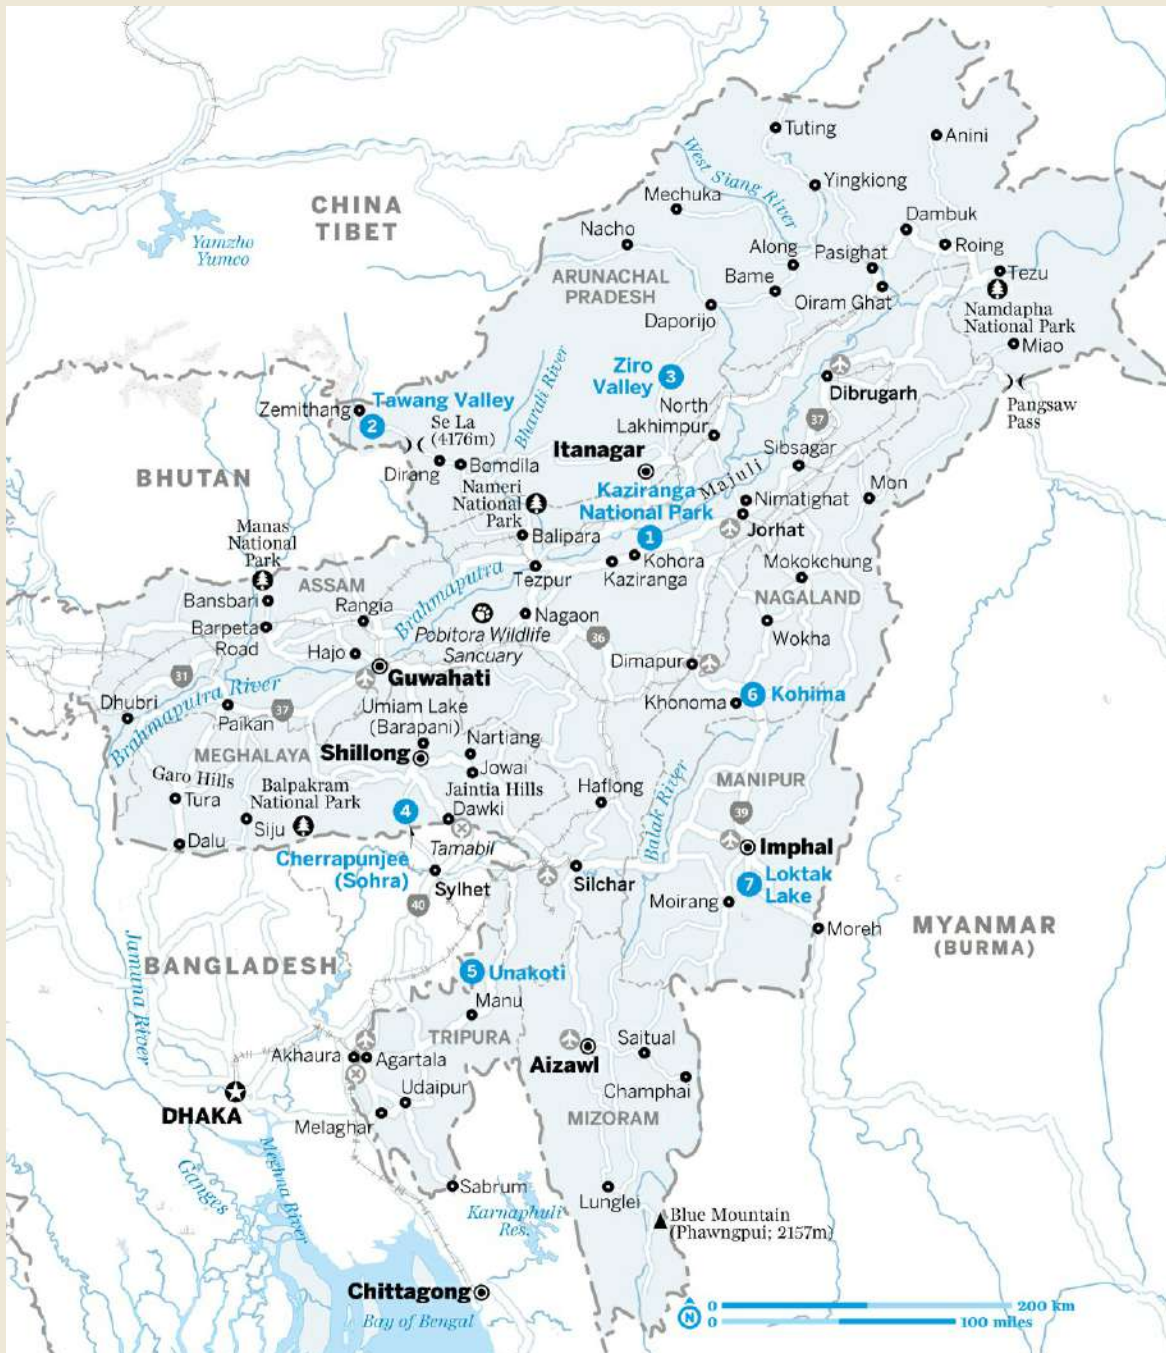 Tuting
Anini
West Siang River
Yingkiong
Mechuka
CHINA
TIBET
Dambuk
Nacho
Yamzho
Yumco
Along
Pasighat
Roing
ARUNACHAL
PRADESH
Bame
Tezu
Oiram Ghat
Daporijo
Namdapha
National Park
Miao
Bharali River
Ziro
Valley
3
Dibrugarh
Pangsaw
Pass
Tawang Valley
Zemithang
2
Se La
(4176m)
North
Lakhimpur
37
Itanagar
Sibsagar
BHUTAN
Dirang
Bomdila
Majuli
Mon
Nameri
National
Park
Kaziranga
National Park
1
Nimatighat
Jorhat
Manas
National
Park
Balipara
Kohora
Kaziranga
Mokokchung
Tezpur
ASSAM
Brahmaputra
Bansbari
Rangia
NAGALAND
Nagaon
Barpeta
Road
Pobitora Wildlife
Sancuary
36
Wokha
Hajo
Dimapur
31
Guwahati
Dhubri
Brahmaputra River
Khonoma
6
Kohima
37
Paikan
Umiam Lake
(Barapani)
Nartiang
MEGHALAYA
Shillong
Jowai
Garo Hills
Tura
Balpakram
National Park
Jaintia Hills
Haflong
Balak River
MANIPUR
4
Dawki
39
Siju
Dalu
Tamabil
Imphal
Cherrapunjee
(Sohra)
Sylhet
Silchar
7
Loktak
Lake
40
Moirang
Moreh
MYANMAR
(BURMA)
Jamuna River
BANGLADESH
5
Unakoti
Manu
TRIPURA
Saitual
Akhaura
Agartala
Aizawl
Champhai
Udaipur
DHAKA
Melaghar
MIZORAM
Meghna River
Ganges
Sabrum
Karnaphuli
Res.
Lunglei
Blue Mountain
(Phawngpui; 2157m)
Chittagong
Bay of Bengal
N
0
200 km
0
100 miles